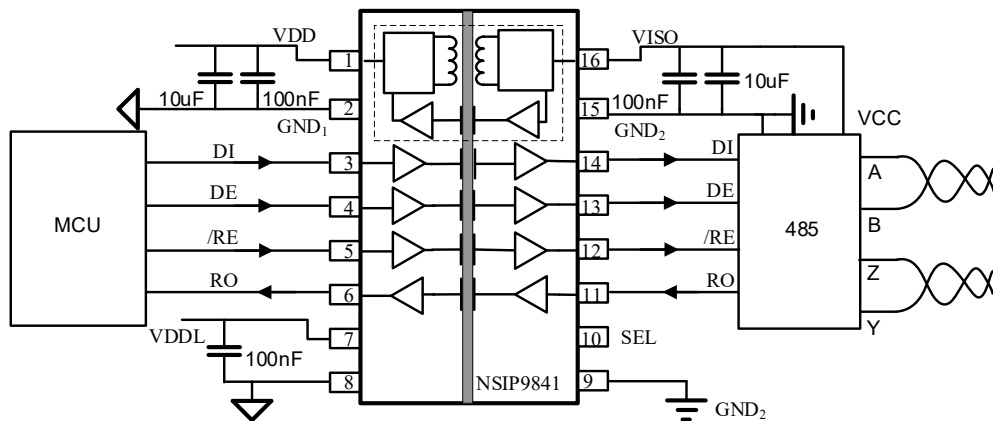 VDD
1
16
VISO
10uF
100nF
2
15
100nF
10uF
GND₁
GND₂
VCC
MCU
DI
3
14
DI
DE
4
13
DE
/RE
5
12
/RE
RO
6
11
RO
485
A
B
Z
Y
VDDL
7
10
SEL
100nF
8
NSIP9841
9
GND₂